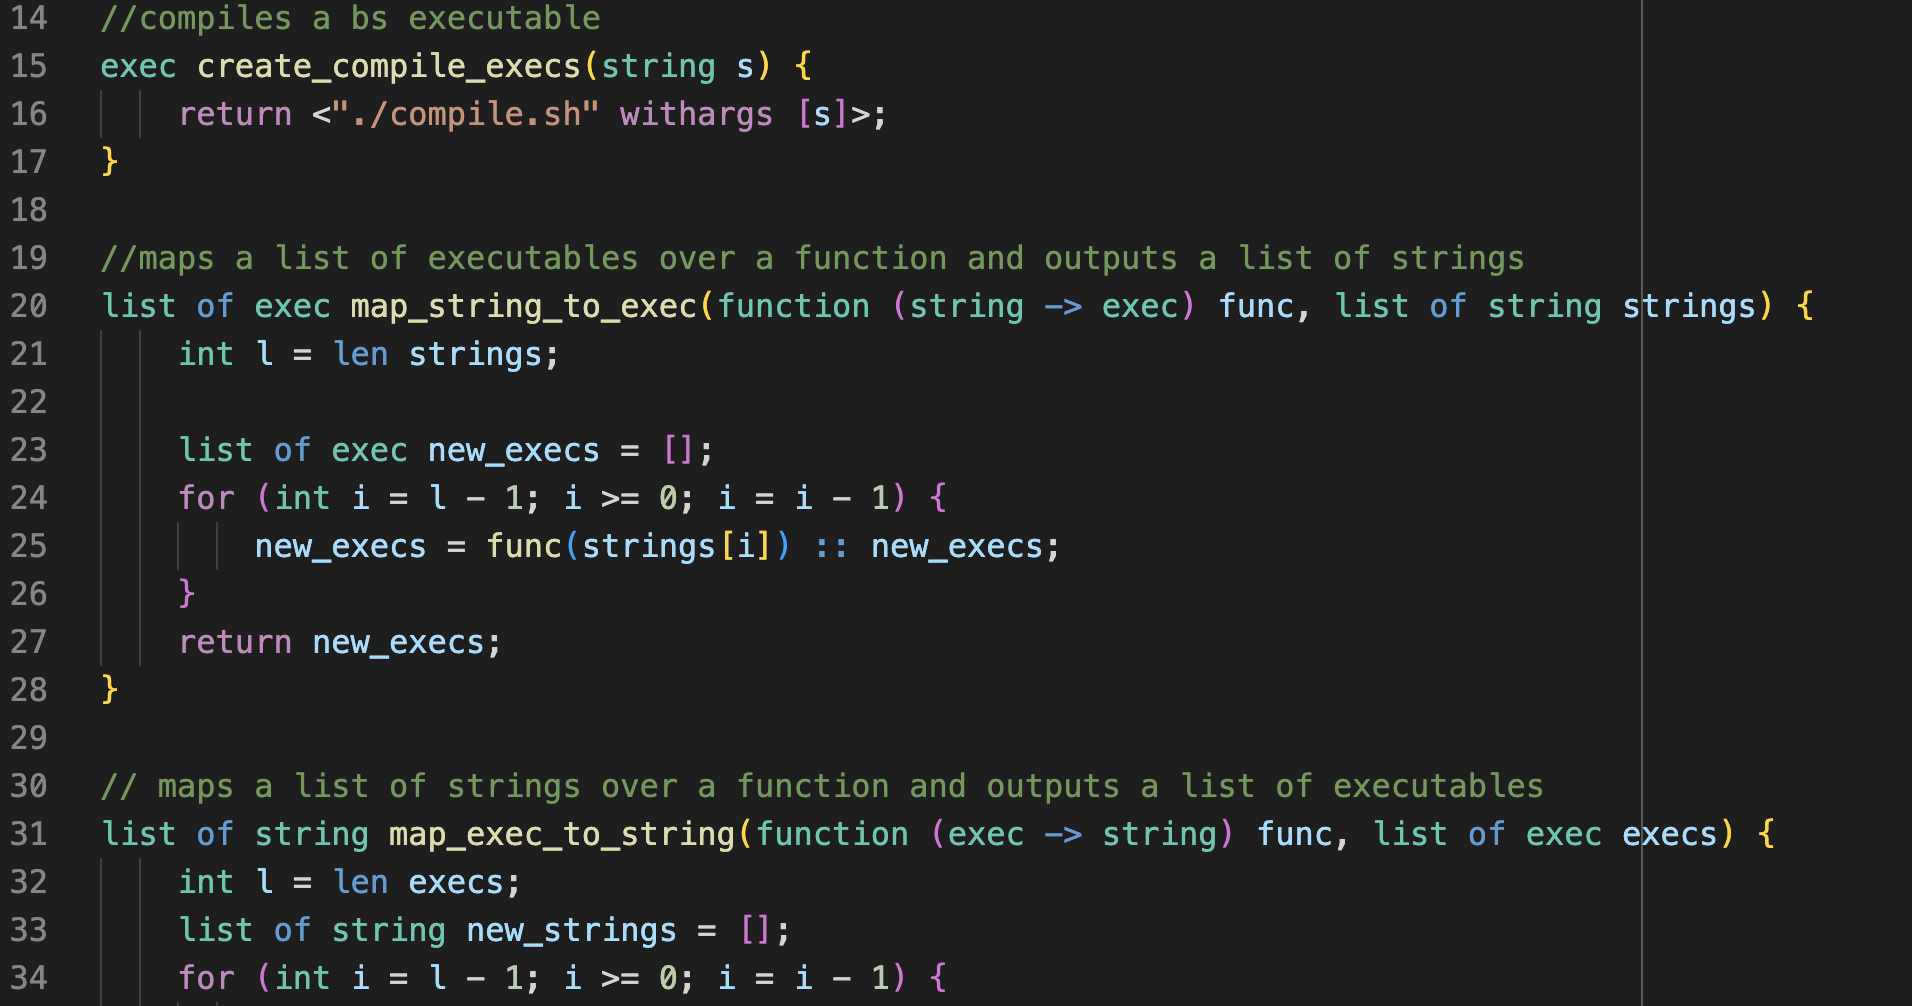 14 //compiles a bs executable
15 exec create_compile_execs(string s) {
16     return <"./compile.sh" withargs [s]>;
17 }
18
19 //maps a list of executables over a function and outputs a list of strings
20 list of exec map_string_to_exec(function (string -> exec) func, list of string strings) {
21     int l = len strings;
22
23     list of exec new_execs = [];
24     for (int i = l - 1; i >= 0; i = i - 1) {
25         new_execs = func(strings[i]) :: new_execs;
26     }
27     return new_execs;
28 }
29
30 // maps a list of strings over a function and outputs a list of executables
31 list of string map_exec_to_string(function (exec -> string) func, list of exec execs) {
32     int l = len execs;
33     list of string new_strings = [];
34     for (int i = l - 1; i >= 0; i = i - 1) {